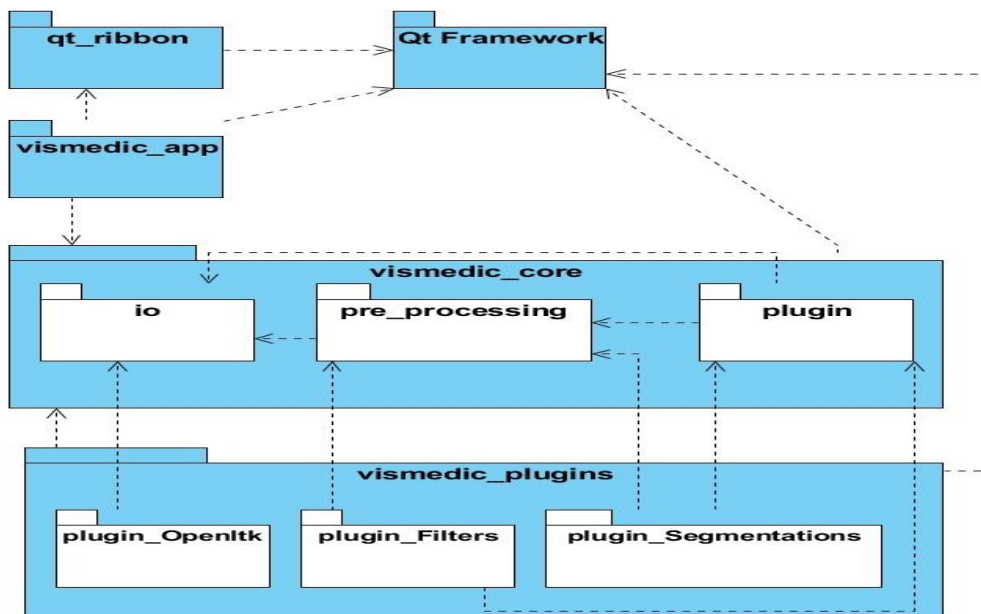 qt_ribbon
Qt Framework
vismedic_app
vismedic_core
io
pre_processing
plugin
vismedic_plugins
plugin_OpenItk
plugin_Filters
plugin_Segmentations